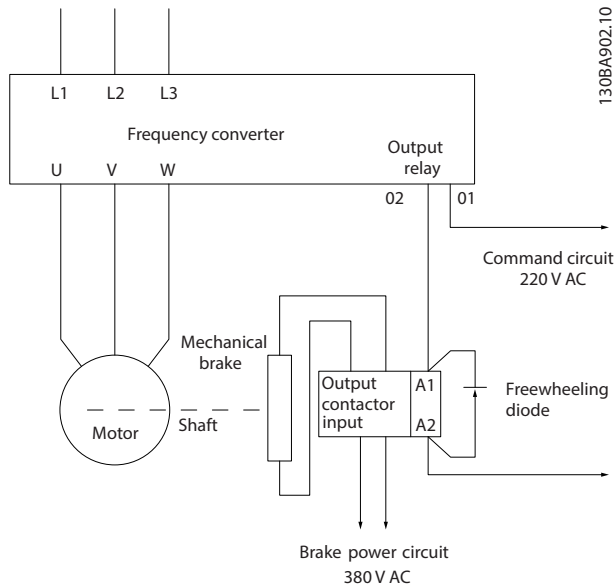 130BA902.10
L1 L2 L3
Frequency converter
Output
relay
U V W
02 01
Command circuit
220 V AC
Mechanical
brake
Output
contactor
input
A1
A2
Freewheeling
diode
Motor
Shaft
Brake power circuit
380 V AC